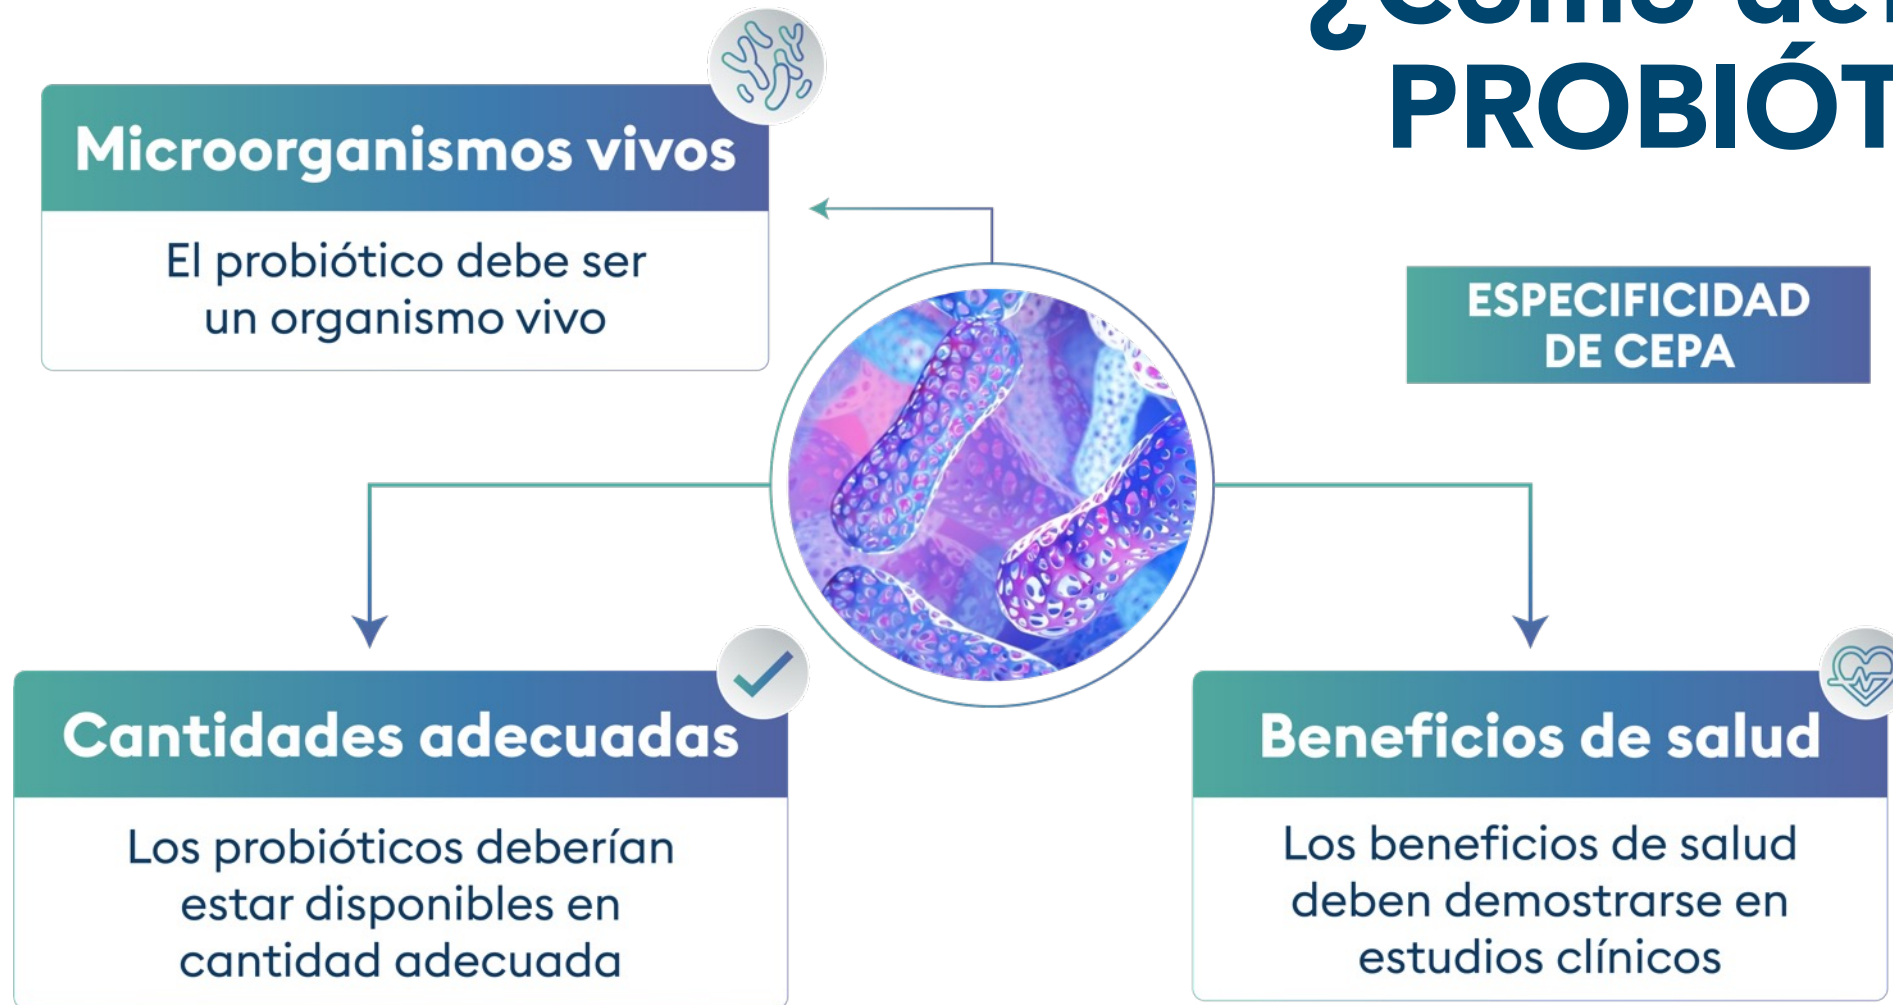 PROBIÓT
Microorganismos vivos
El probiótico debe ser
un organismo vivo
ESPECIFICIDAD
DE CEPA
Cantidades adecuadas
Los probióticos deberían
estar disponibles en
cantidad adecuada
Beneficios de salud
Los beneficios de salud
deben demostrarse en
estudios clínicos